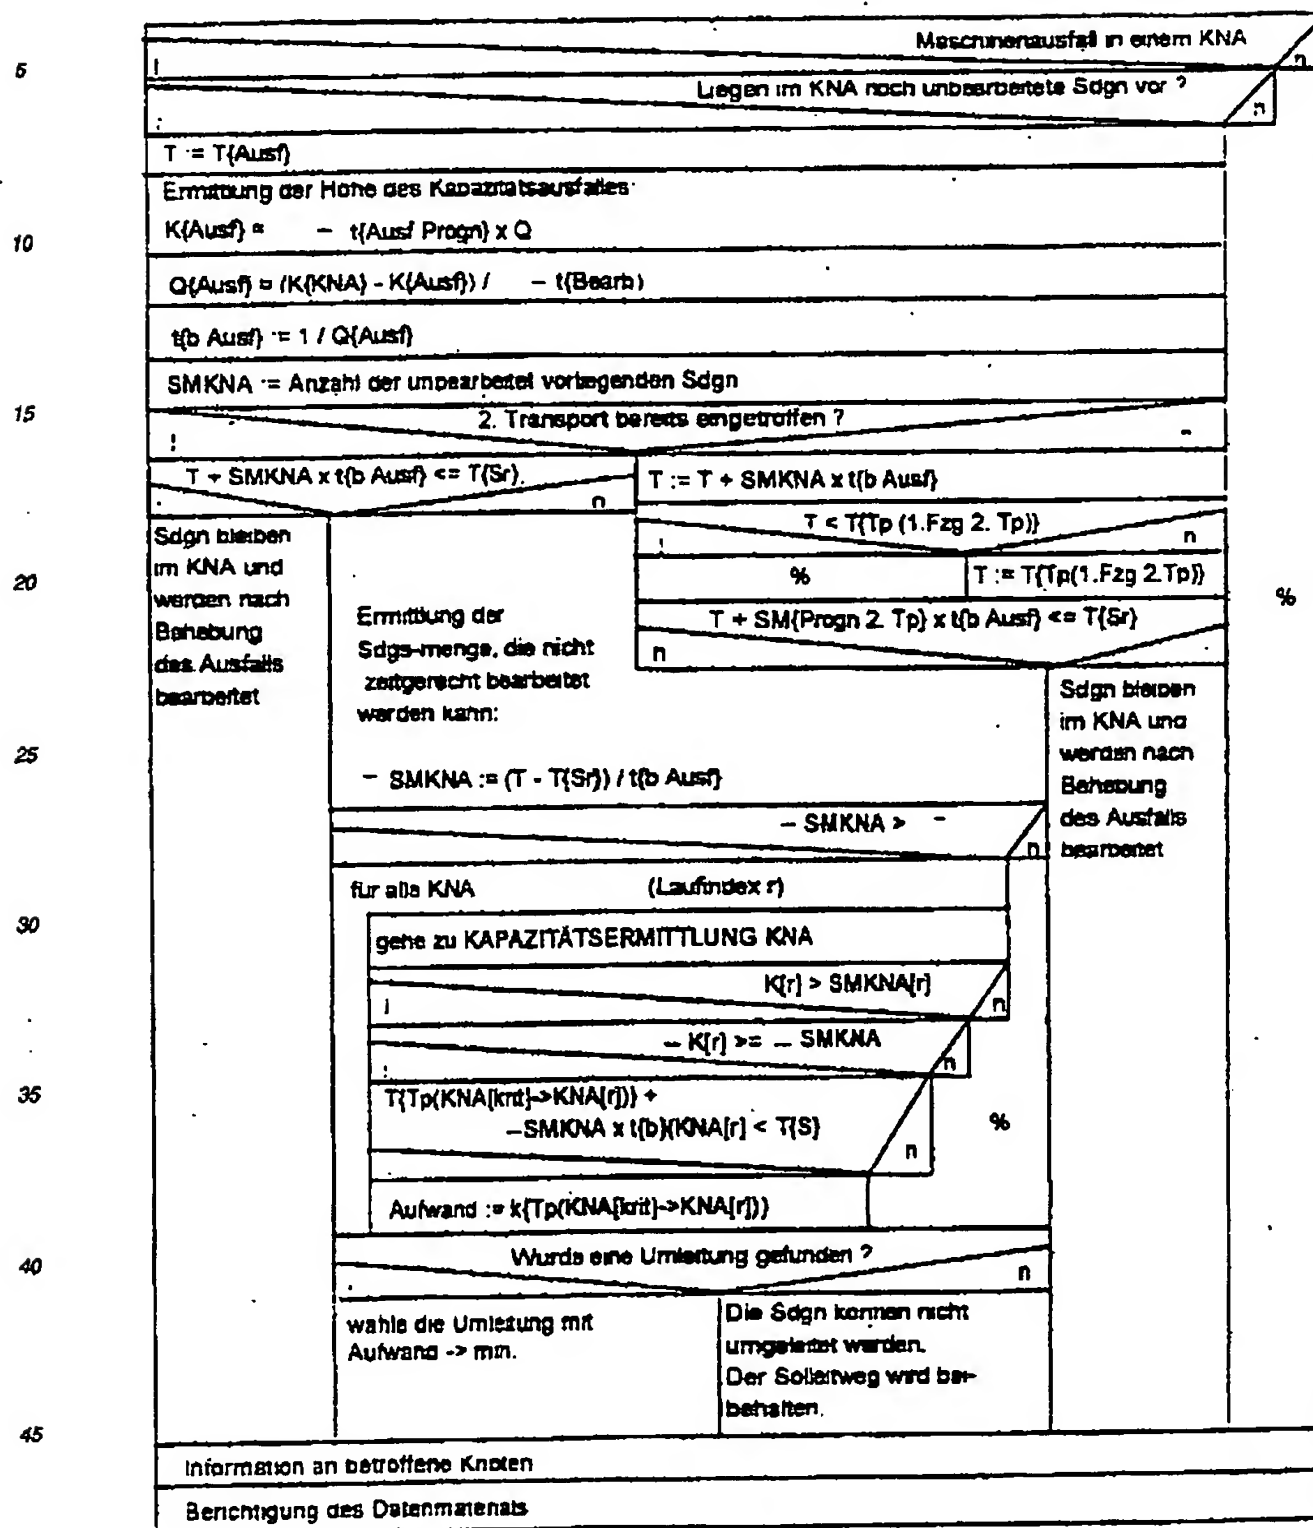 Maschinenausfall in einem KNA
5
n
Liegen im KNA noch unbearbeitete Sdgn vor ?
n
T := T{Ausf}
Ermittlung der Höhe des Kapazitätsausfalles:
10
K{Ausf} = – t{Ausf Progn} x Q
Q{Ausf} = (K{KNA} - K{Ausf}) / – t{Bearb}
t{b Ausf} := 1 / Q{Ausf}
SMKNA := Anzahl der unbearbeitet vorliegenden Sdgn
15
2. Transport bereits eingetroffen ?
T + SMKNA x t{b Ausf} <= T{Sr}
n
T := T + SMKNA x t{b Ausf}
T < T{Tp (1.Fzg 2. Tp)}
n
20
%
T := T{Tp(1.Fzg 2.Tp)}
%
T + SM{Progn 2. Tp} x t{b Ausf} <= T{Sr}
n
Sdgn bleiben
im KNA und
werden nach
Behebung
des Ausfalls
bearbeitet
Ermittlung der
Sdgs-menge, die nicht
zeitgerecht bearbeitet
werden kann:
25
– SMKNA := (T - T{Sr}) / t{b Ausf}
Sdgn bleiben
im KNA und
werden nach
Behebung
des Ausfalls
bearbeitet
– SMKNA > –
n
für alle KNA (Laufindex r)
30
gehe zu KAPAZITÄTSERMITTLUNG KNA
K[r] > SMKNA[r]
n
– K[r] >= – SMKNA
n
35
T{Tp(KNA[krit]->KNA[r])} +
–SMKNA x t{b}(KNA[r] < T{S}
n
%
Aufwand := k{Tp(KNA[krit]->KNA[r])}
40
Wurde eine Umleitung gefunden ?
n
wähle die Umleitung mit
Aufwand -> min.
Die Sdgn können nicht
umgeleitet werden.
Der Solleitweg wird bei-
behalten.
45
Information an betroffene Knoten
Berichtigung des Datenmaterials